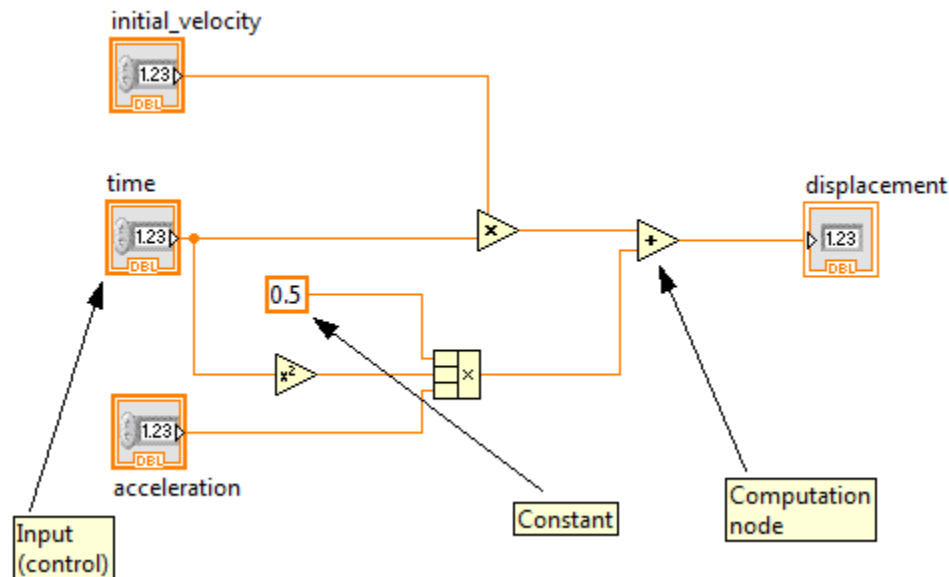 initial_velocity
1.23
DBL
time
1.23
DBL
displacement
1.23
DBL
×
+
0.5
x²
×
1.23
DBL
acceleration
Input
(control)
Constant
Computation
node